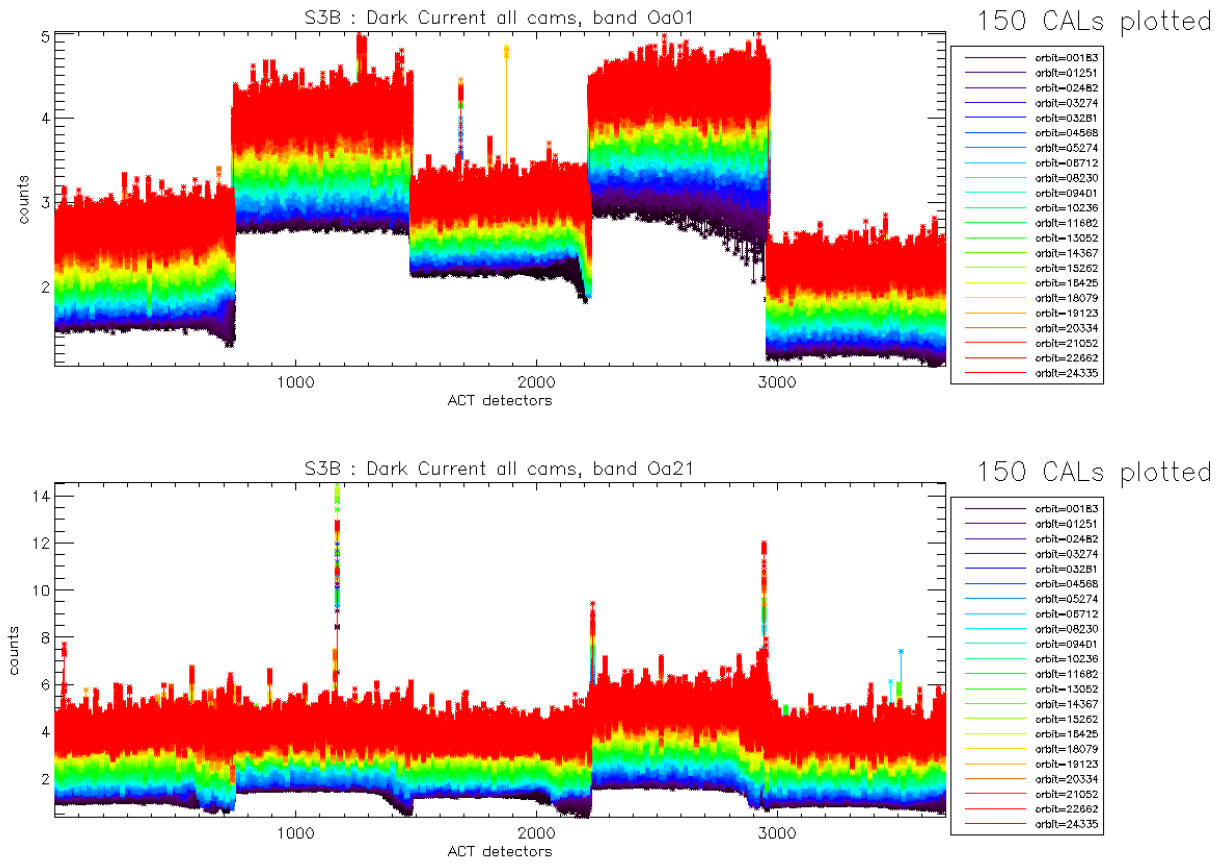 S3B : Dark Current all cams, band Oa01
150 CALs plotted
5
4
3
2
counts
1000
2000
3000
ACT detectors
orbit=00183
orbit=01251
orbit=02482
orbit=03274
orbit=03281
orbit=04568
orbit=05274
orbit=06712
orbit=08230
orbit=09401
orbit=10236
orbit=11682
orbit=13052
orbit=14367
orbit=15262
orbit=16425
orbit=18079
orbit=19123
orbit=20334
orbit=21052
orbit=22662
orbit=24335
S3B : Dark Current all cams, band Oa21
150 CALs plotted
14
12
10
8
6
4
2
counts
1000
2000
3000
ACT detectors
orbit=00183
orbit=01251
orbit=02482
orbit=03274
orbit=03281
orbit=04568
orbit=05274
orbit=06712
orbit=08230
orbit=09401
orbit=10236
orbit=11682
orbit=13052
orbit=14367
orbit=15262
orbit=16425
orbit=18079
orbit=19123
orbit=20334
orbit=21052
orbit=22662
orbit=24335